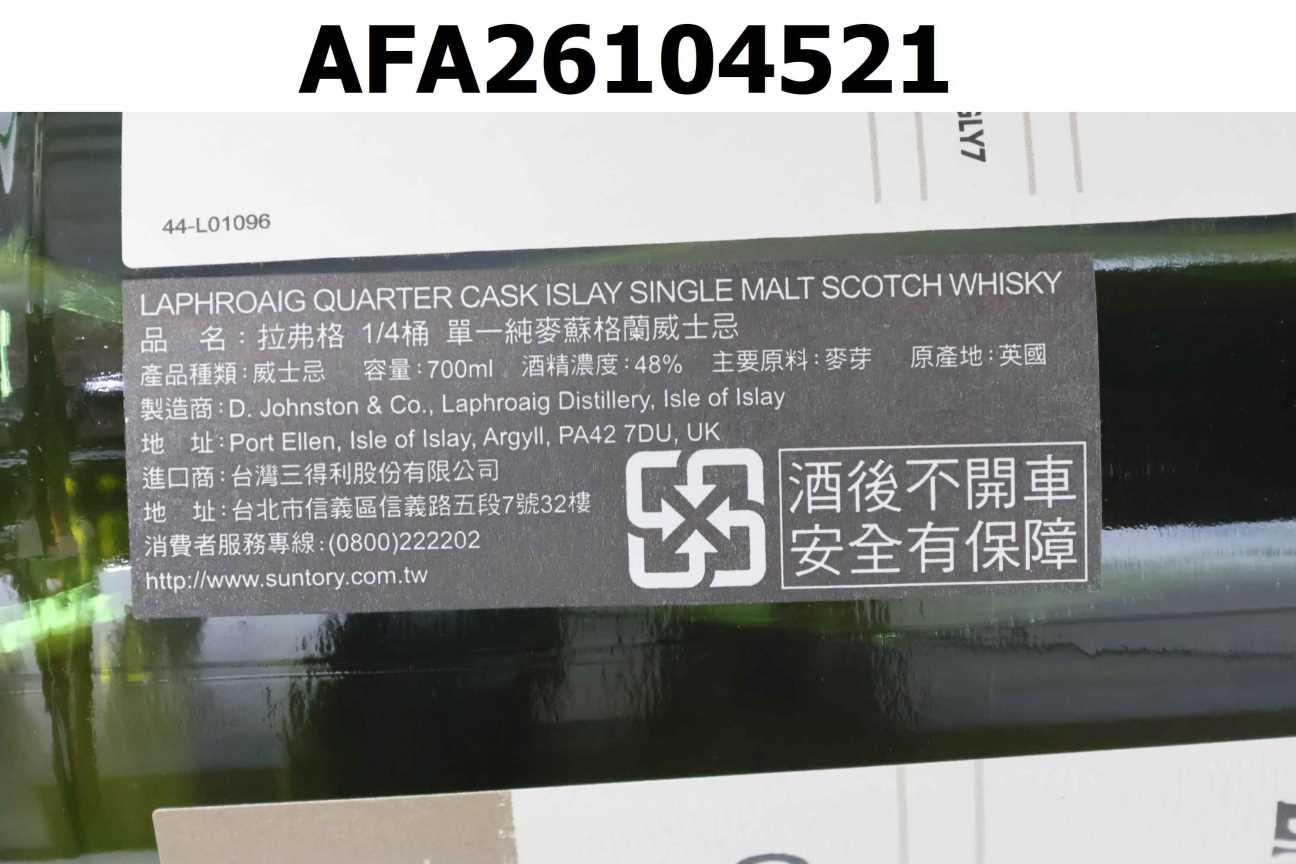 AFA26104521
SLY7
44-L01096
LAPHROAIG QUARTER CASK ISLAY SINGLE MALT SCOTCH WHISKY
品　名：拉弗格 1/4桶 單一純麥蘇格蘭威士忌
產品種類：威士忌　容量：700ml　酒精濃度：48%　主要原料：麥芽　原產地：英國
製造商：D. Johnston & Co., Laphroaig Distillery, Isle of Islay
地　址：Port Ellen, Isle of Islay, Argyll, PA42 7DU, UK
進口商：台灣三得利股份有限公司
地　址：台北市信義區信義路五段7號32樓
消費者服務專線：(0800)222202
http://www.suntory.com.tw
酒後不開車
安全有保障